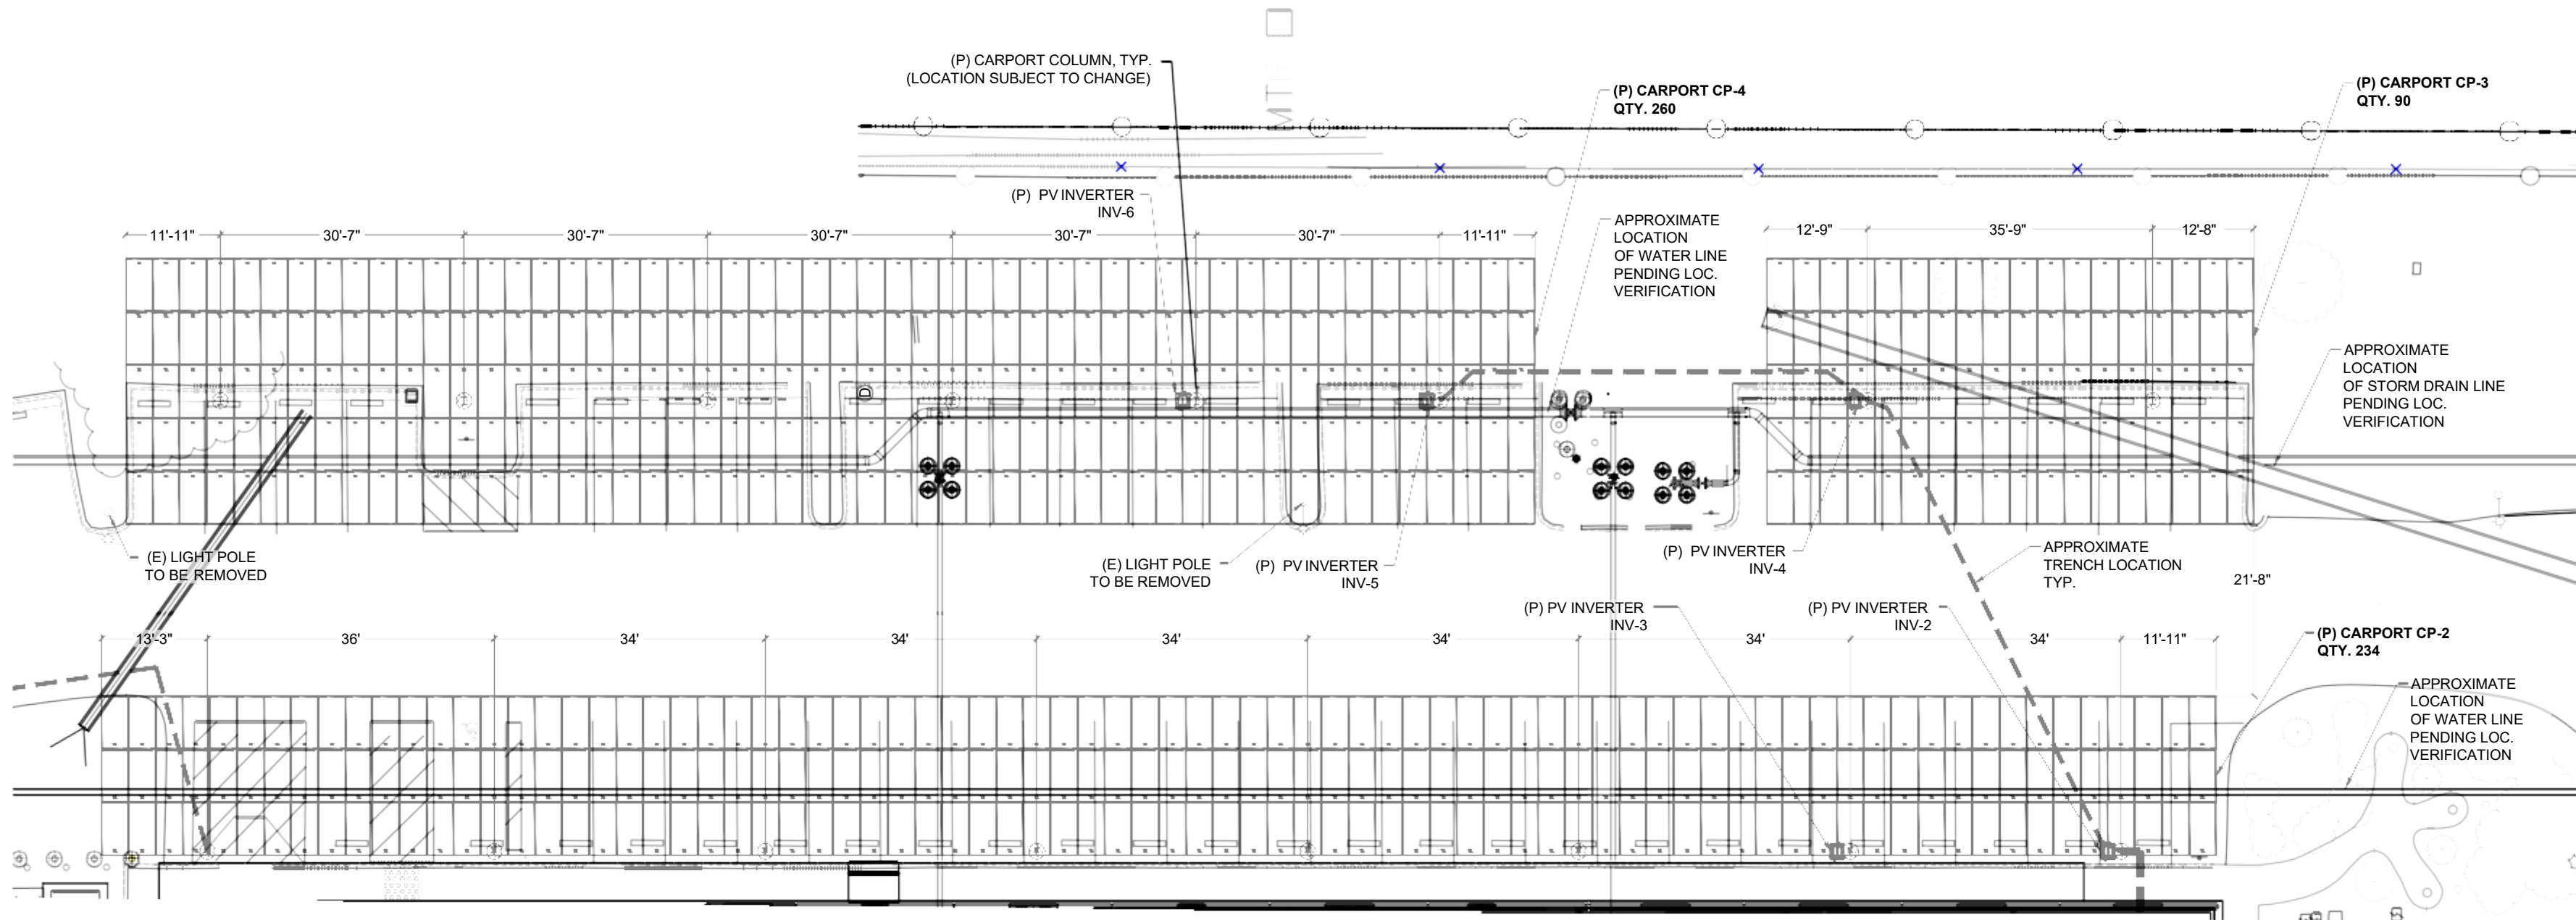 (P) CARPORT COLUMN, TYP.
(LOCATION SUBJECT TO CHANGE)
(P) CARPORT CP-4
QTY. 260
(P) CARPORT CP-3
QTY. 90
(P) PV INVERTER
INV-6
APPROXIMATE
LOCATION
OF WATER LINE
PENDING LOC.
VERIFICATION
11'-11" 30'-7" 30'-7" 30'-7" 30'-7" 30'-7" 11'-11"
12'-9" 35'-9" 12'-8"
APPROXIMATE
LOCATION
OF STORM DRAIN LINE
PENDING LOC.
VERIFICATION
(E) LIGHT POLE
TO BE REMOVED
(E) LIGHT POLE
TO BE REMOVED
(P) PV INVERTER
INV-5
(P) PV INVERTER
INV-4
APPROXIMATE
TRENCH LOCATION
TYP.
21'-8"
(P) PV INVERTER
INV-3
(P) PV INVERTER
INV-2
13'-3" 36' 34' 34' 34' 34' 34' 34' 11'-11"
(P) CARPORT CP-2
QTY. 234
APPROXIMATE
LOCATION
OF WATER LINE
PENDING LOC.
VERIFICATION